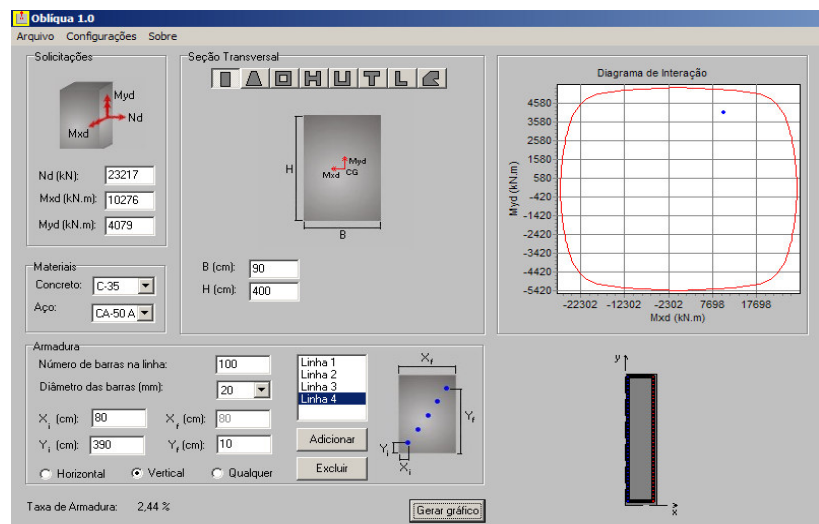 Oblíqua 1.0
Arquivo Configurações Sobre
Solicitações
Myd
Nd
Mxd
Nd (kN): 23217
Mxd (kN.m): 10276
Myd (kN.m): 4079
Materiais
Concreto: C-35
Aço: CA-50 A
Seção Transversal
H
Myd
Mxd CG
B
B (cm): 90
H (cm): 400
Diagrama de Interação
Myd (kN.m)
4580
3580
2580
1580
580
-420
-1420
-2420
-3420
-4420
-5420
-22302 -12302 -2302 7698 17698
Mxd (kN.m)
Armadura
Número de barras na linha: 100
Diâmetro das barras (mm): 20
Xi (cm): 80 Xf (cm): 80
Yi (cm): 390 Yf (cm): 10
Horizontal Vertical Qualquer
Linha 1
Linha 2
Linha 3
Linha 4
Adicionar
Excluir
Xf
Yf
Yi
Xi
y
x
Taxa de Armadura: 2,44 %
Gerar gráfico